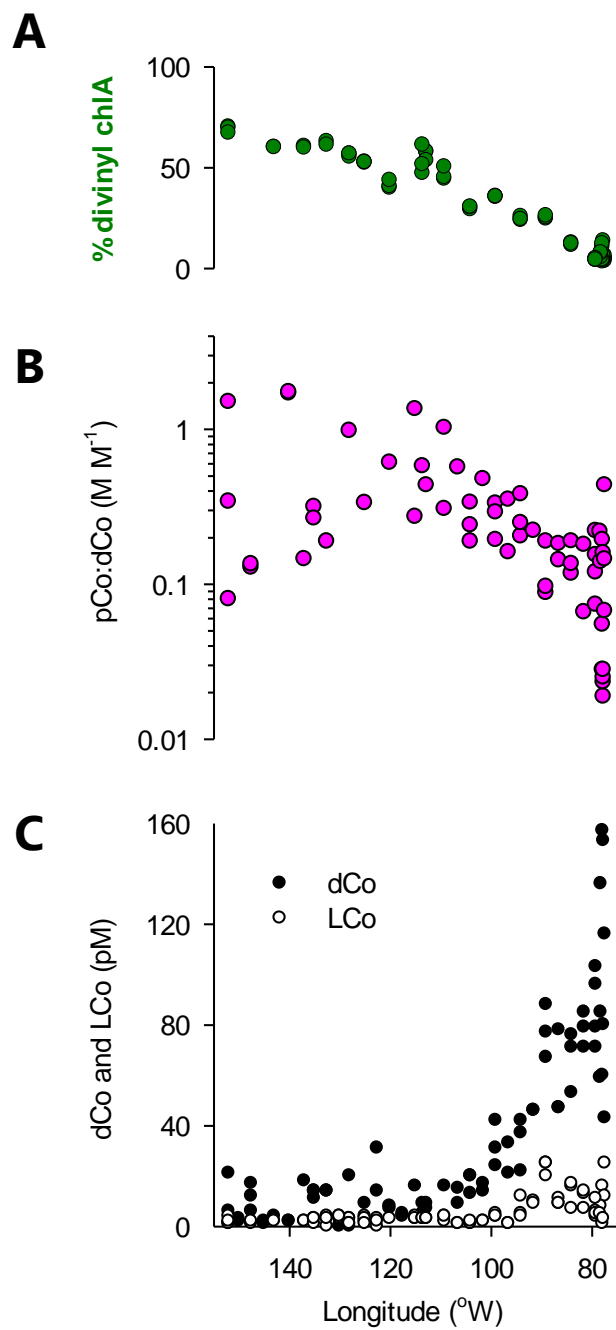 A
% divinyl chlA
100
50
0
B
pCo:dCo (M M⁻¹)
1
0.1
0.01
C
dCo and LCo (pM)
160
120
80
40
0
dCo
LCo
140 120 100 80
Longitude (°W)